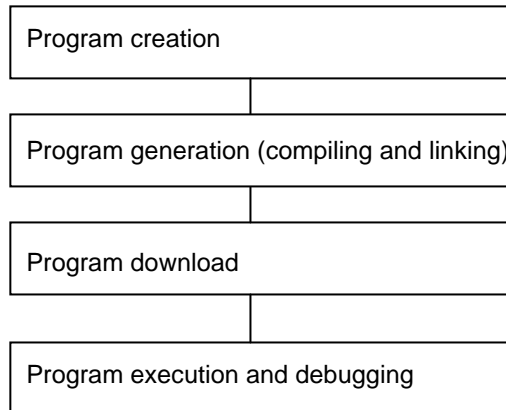 Program creation
Program generation (compiling and linking)
Program download
Program execution and debugging